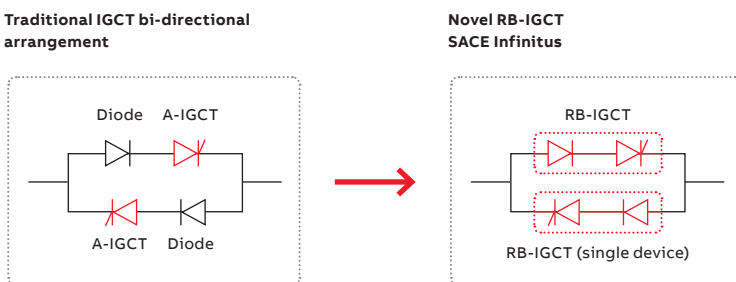 Traditional IGCT bi-directional
arrangement
Diode A-IGCT
A-IGCT Diode
Novel RB-IGCT
SACE Infinitus
RB-IGCT
RB-IGCT (single device)